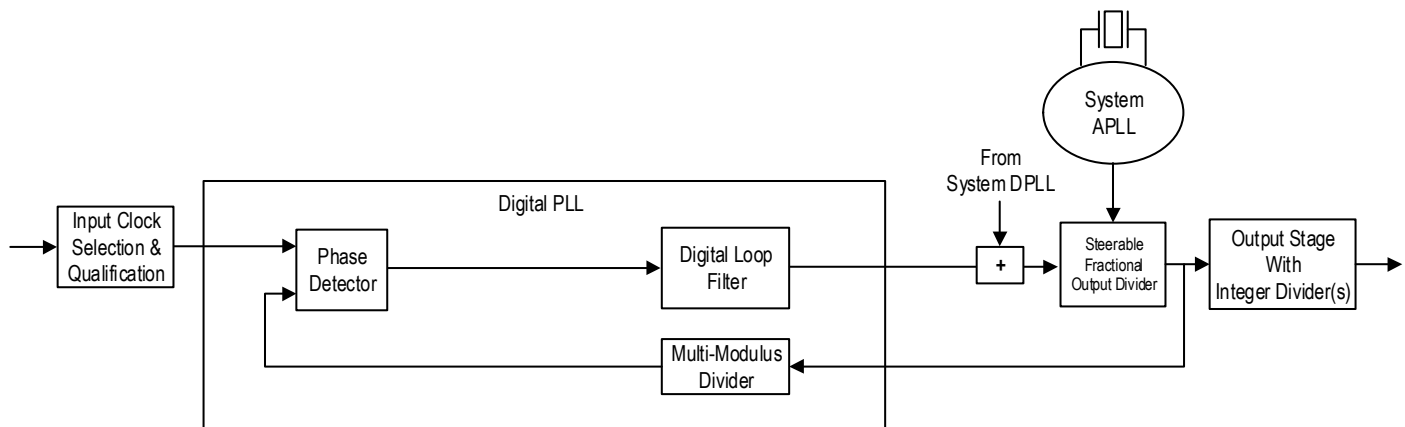 System
APLL
From
System DPLL
Digital PLL
Input Clock
Selection &
Qualification
Phase
Detector
Digital Loop
Filter
+
Steerable
Fractional
Output Divider
Output Stage
With
Integer Divider(s)
Multi-Modulus
Divider